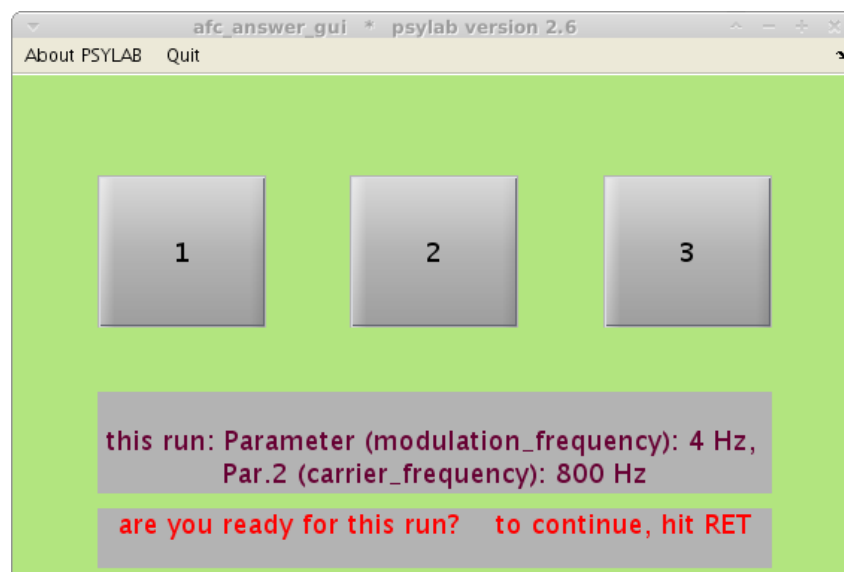 afc_answer_gui * psylab version 2.6
About PSYLAB Quit
1 2 3
this run: Parameter (modulation_frequency): 4 Hz,
Par.2 (carrier_frequency): 800 Hz
are you ready for this run? to continue, hit RET